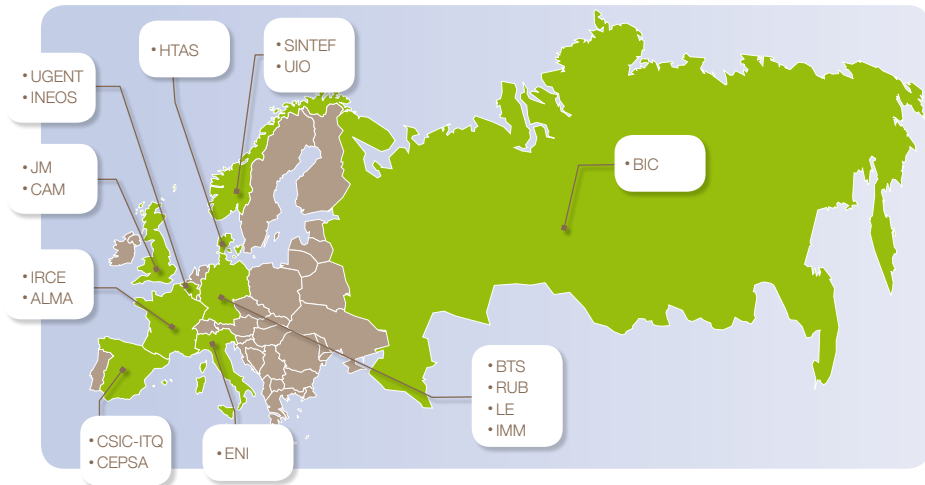 • HTAS
• SINTEF
• UIO
• UGENT
• INEOS
• JM
• CAM
• BIC
• IRCE
• ALMA
• BTS
• RUB
• LE
• IMM
• CSIC-ITQ
• CEPSA
• ENI